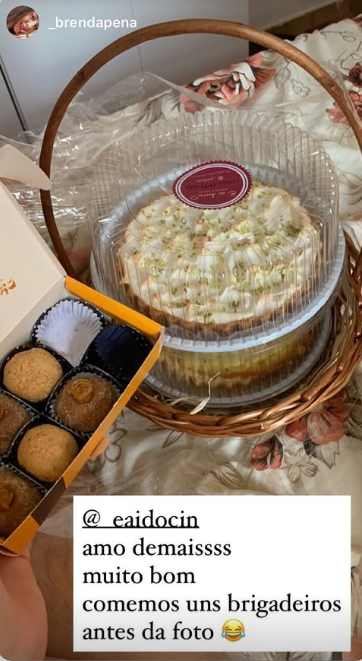 _brendapena
@_eaidocin
amo demaissss
muito bom
comemos uns brigadeiros
antes da foto 😂